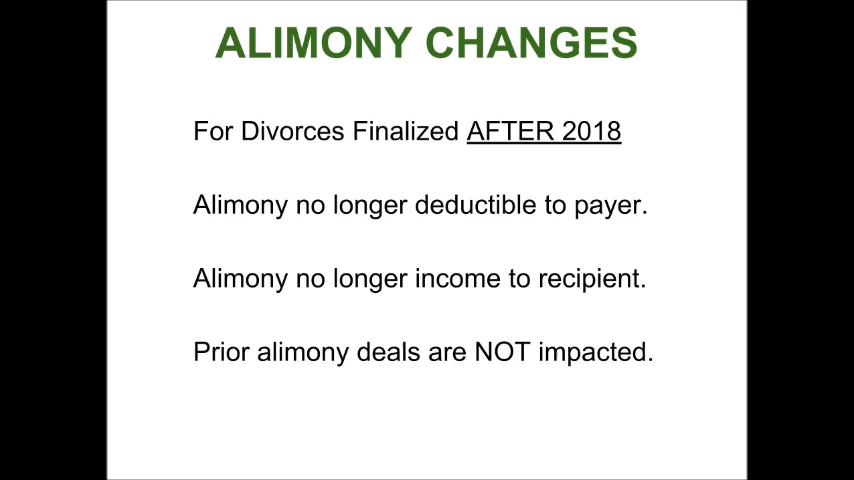 ALIMONY CHANGES
For Divorces Finalized AFTER 2018
Alimony no longer deductible to payer.
Alimony no longer income to recipient.
Prior alimony deals are NOT impacted.